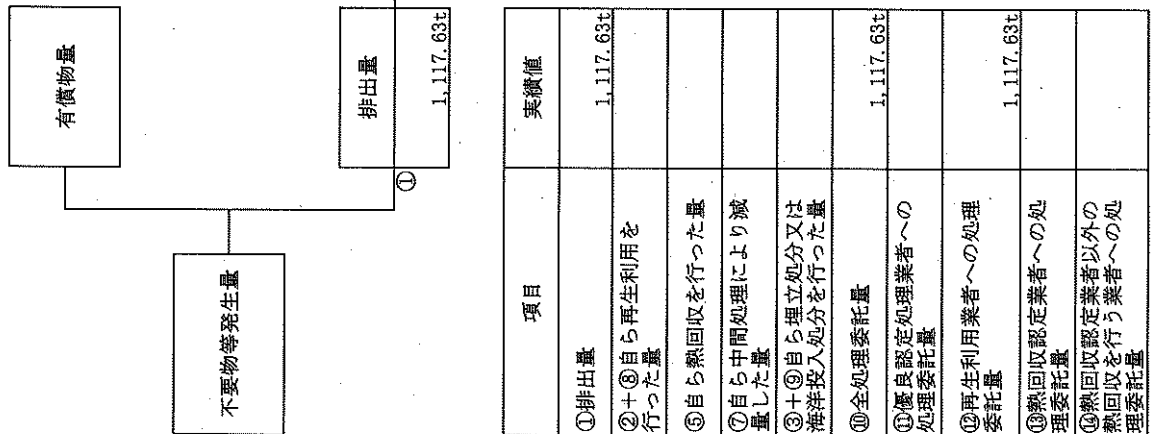 有償物量
不要物等発生量
排出量
①
1,117.63t
項目
実績値
①排出量
1,117.63t
②+⑧自ら再生利用を
行った量
⑤自ら熱回収を行った量
⑦自ら中間処理により減
量した量
③+⑨自ら埋立処分又は
海洋投入処分を行った量
⑩全処理委託量
1,117.63t
⑪優良認定処理業者への
処理委託量
⑫再生利用業者への処理
委託量
1,117.63t
⑬熱回収認定業者への処
理委託量
⑭熱回収認定業者以外の
熱回収を行う業者への処
理委託量